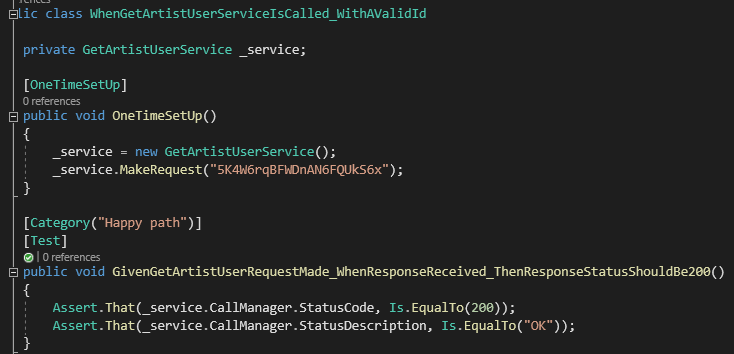 lic class WhenGetArtistUserServiceIsCalled_WithAValidId
private GetArtistUserService _service;
[OneTimeSetUp]
0 references
public void OneTimeSetUp()
{
_service = new GetArtistUserService();
_service.MakeRequest("5K4W6rqBFWDnAN6FQUkS6x");
}
[Category("Happy path")]
[Test]
| 0 references
public void GivenGetArtistUserRequestMade_WhenResponseReceived_ThenResponseStatusShouldBe200()
{
Assert.That(_service.CallManager.StatusCode, Is.EqualTo(200));
Assert.That(_service.CallManager.StatusDescription, Is.EqualTo("OK"));
}